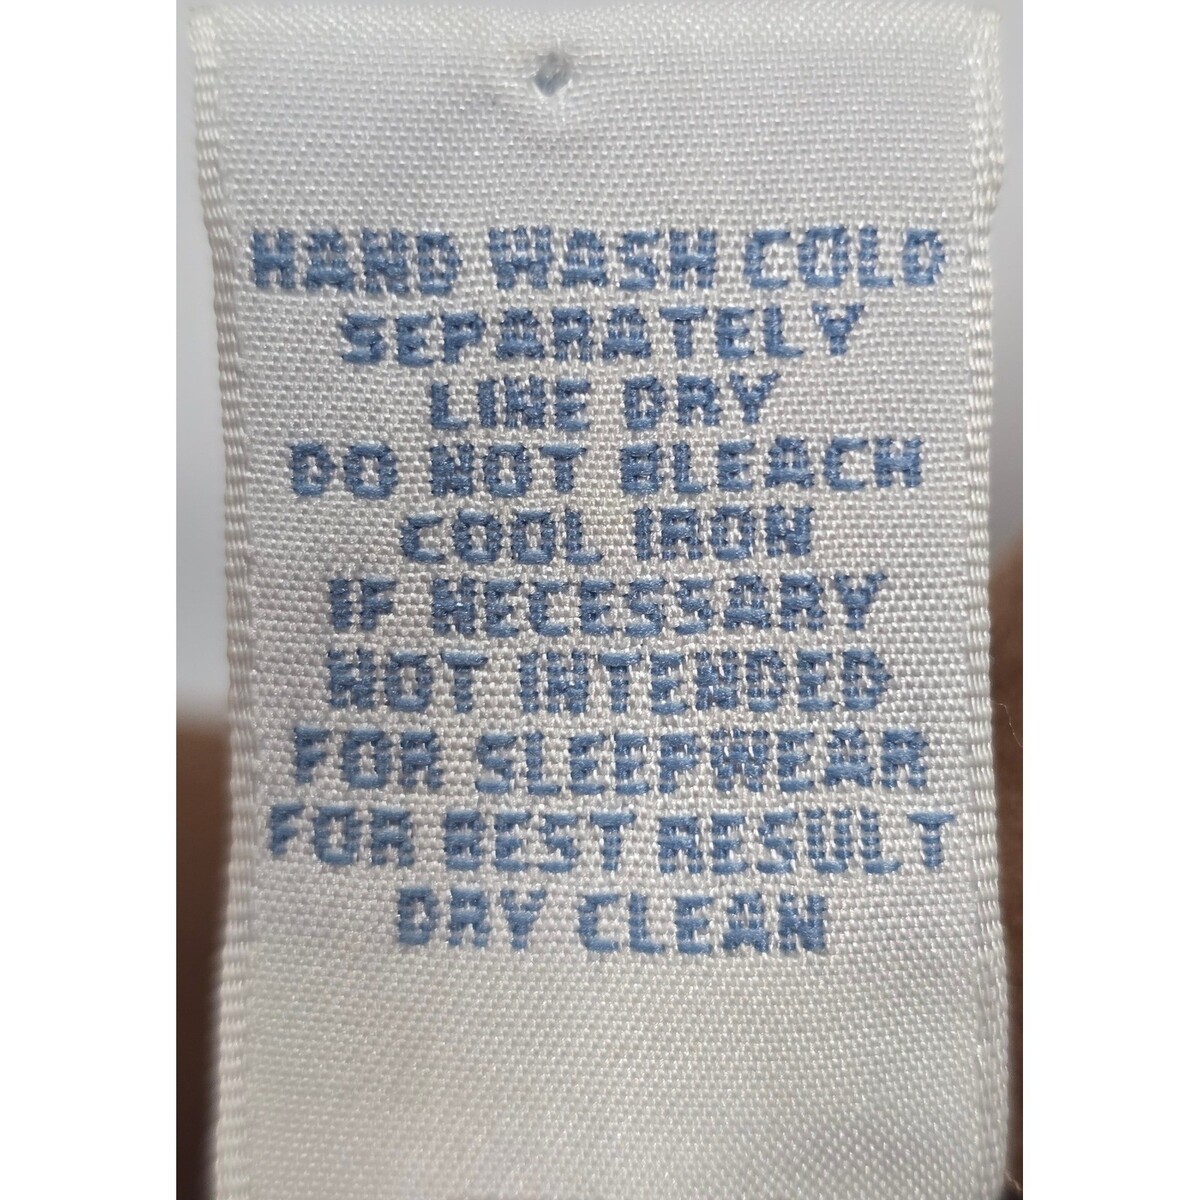 HAND WASH COLD
SEPARATELY
LINE DRY
DO NOT BLEACH
COOL IRON
IF NECESSARY
NOT INTENDED
FOR SLEEPWEAR
FOR BEST RESULT
DRY CLEAN